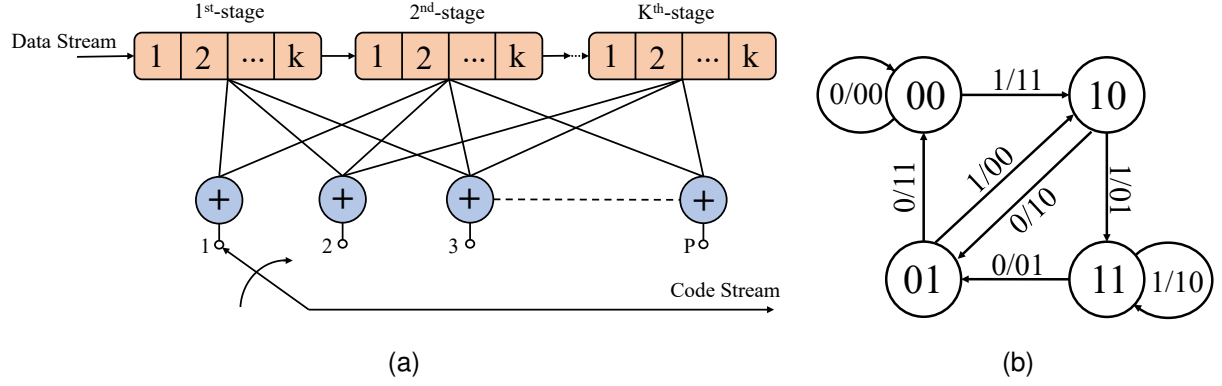 1st-stage 2nd-stage Kth-stage
Data Stream 1 2 ... k 1 2 ... k 1 2 ... k
+ + + +
1 2 3 P
Code Stream
(a)
0/00 00 1/11 10
0/11 1/00 0/10 1/01
01 0/01 11 1/10
(b)